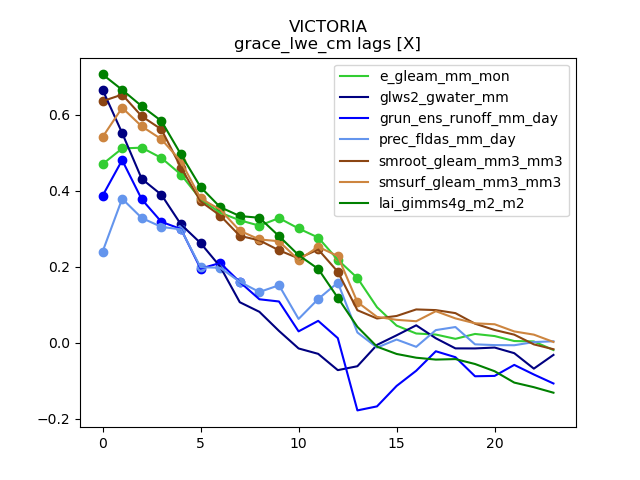 VICTORIA
grace_lwe_cm lags [X]
e_gleam_mm_mon
glws2_gwater_mm
grun_ens_runoff_mm_day
prec_fldas_mm_day
smroot_gleam_mm3_mm3
smsurf_gleam_mm3_mm3
lai_gimms4g_m2_m2
0.6
0.4
0.2
0.0
−0.2
0 5 10 15 20